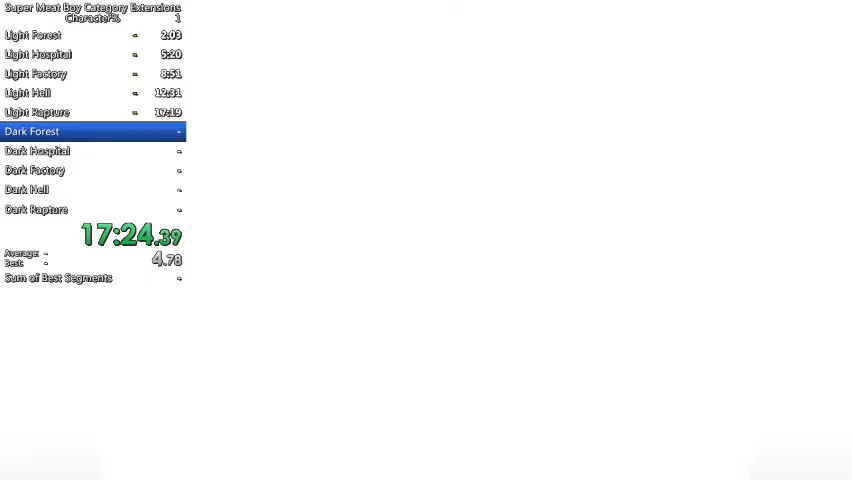 Super Meat Boy Category Extensions
Character% 1
Light Forest - 2:03
Light Hospital - 5:20
Light Factory - 8:51
Light Hell - 12:31
Light Rapture - 17:19
Dark Forest -
Dark Hospital -
Dark Factory -
Dark Hell -
Dark Rapture -
17:24.39
Average: -
Best: - 4.78
Sum of Best Segments -